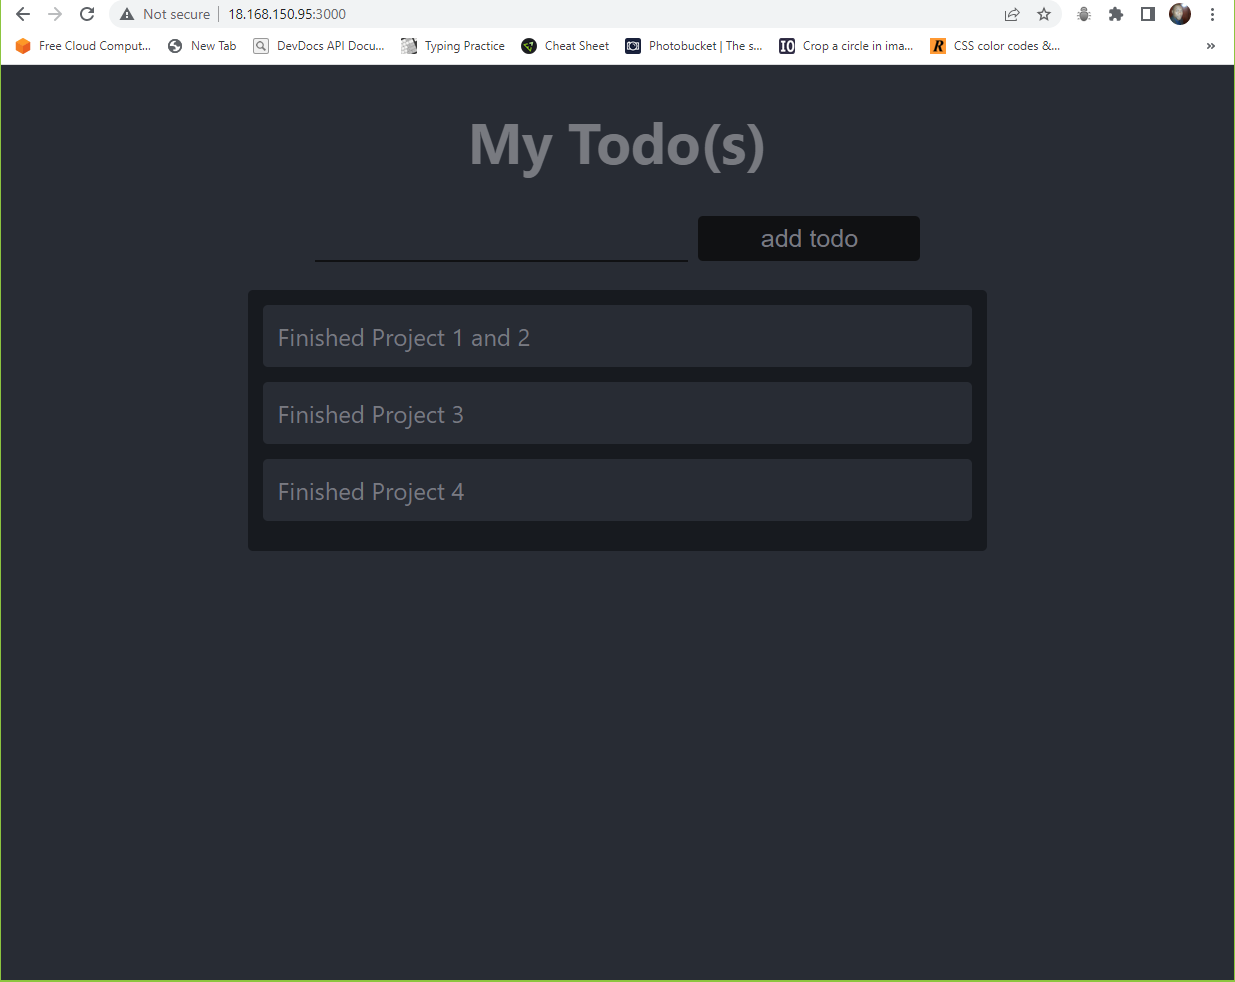 Not secure | 18.168.150.95:3000
Free Cloud Comput... New Tab DevDocs API Docu... Typing Practice Cheat Sheet Photobucket | The s... IO Crop a circle in ima... R CSS color codes &... »
My Todo(s)
add todo
Finished Project 1 and 2
Finished Project 3
Finished Project 4